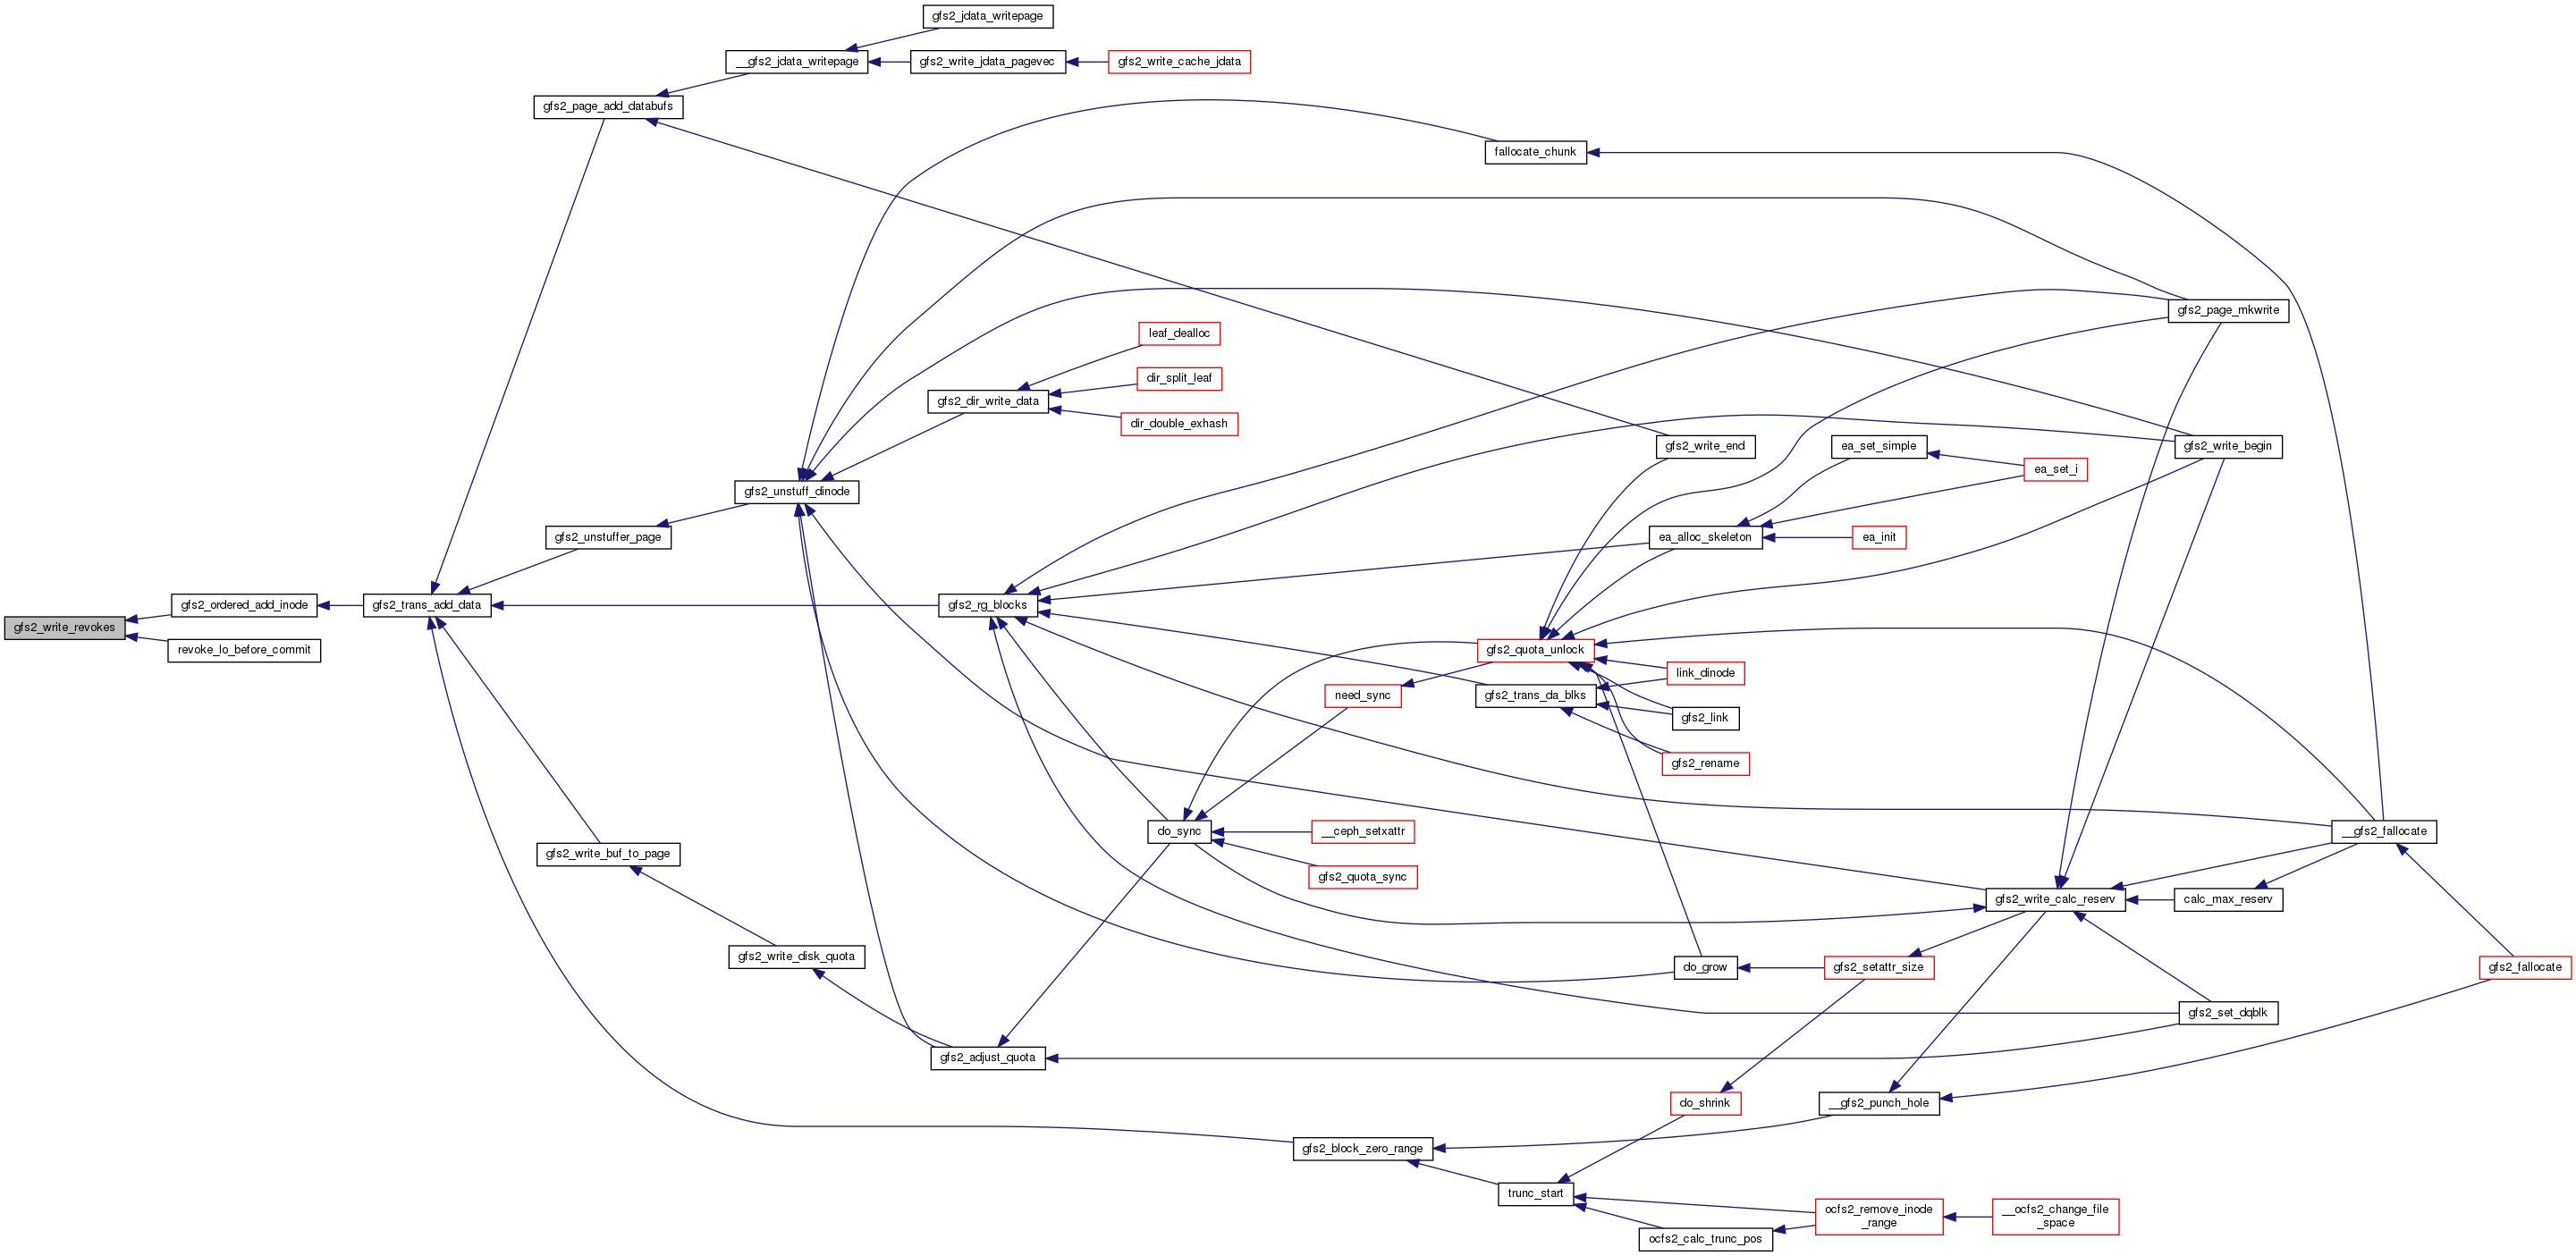 gfs2_jdata_writepage
__gfs2_jdata_writepage
gfs2_write_jdata_pagevec
gfs2_write_cache_jdata
gfs2_page_add_databufs
fallocate_chunk
gfs2_page_mkwrite
leaf_dealloc
dir_split_leaf
gfs2_dir_write_data
dir_double_exhash
gfs2_write_end
ea_set_simple
gfs2_write_begin
ea_set_i
gfs2_unstuff_dinode
gfs2_unstuffer_page
ea_alloc_skeleton
ea_init
gfs2_ordered_add_inode
gfs2_trans_add_data
gfs2_rg_blocks
gfs2_write_revokes
revoke_lo_before_commit
gfs2_quota_unlock
link_dinode
need_sync
gfs2_trans_da_blks
gfs2_link
gfs2_rename
do_sync
__ceph_setxattr
__gfs2_fallocate
gfs2_write_buf_to_page
gfs2_quota_sync
gfs2_write_calc_reserv
calc_max_reserv
gfs2_write_disk_quota
do_grow
gfs2_setattr_size
gfs2_fallocate
gfs2_set_dqblk
gfs2_adjust_quota
do_shrink
__gfs2_punch_hole
gfs2_block_zero_range
trunc_start
ocfs2_remove_inode
_range
__ocfs2_change_file
_space
ocfs2_calc_trunc_pos